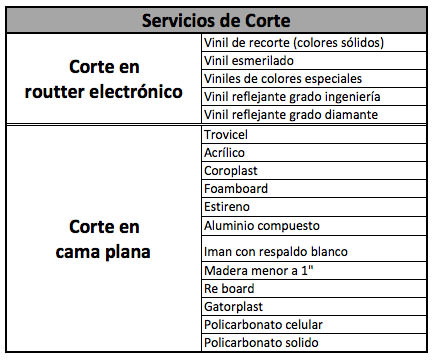 Servicios de Corte
Corte en
routter electrónico
Vinil de recorte (colores sólidos)
Vinil esmerilado
Viniles de colores especiales
Vinil reflejante grado ingeniería
Vinil reflejante grado diamante
Corte en
cama plana
Trovicel
Acrílico
Coroplast
Foamboard
Estireno
Aluminio compuesto
Iman con respaldo blanco
Madera menor a 1"
Re board
Gatorplast
Policarbonato celular
Policarbonato solido